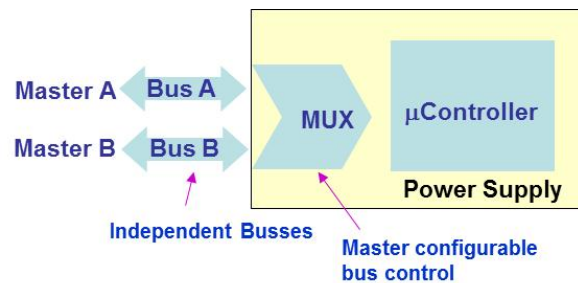 Master A
Bus A
Master B
Bus B
MUX
μController
Power Supply
Independent Busses
Master configurable
bus control